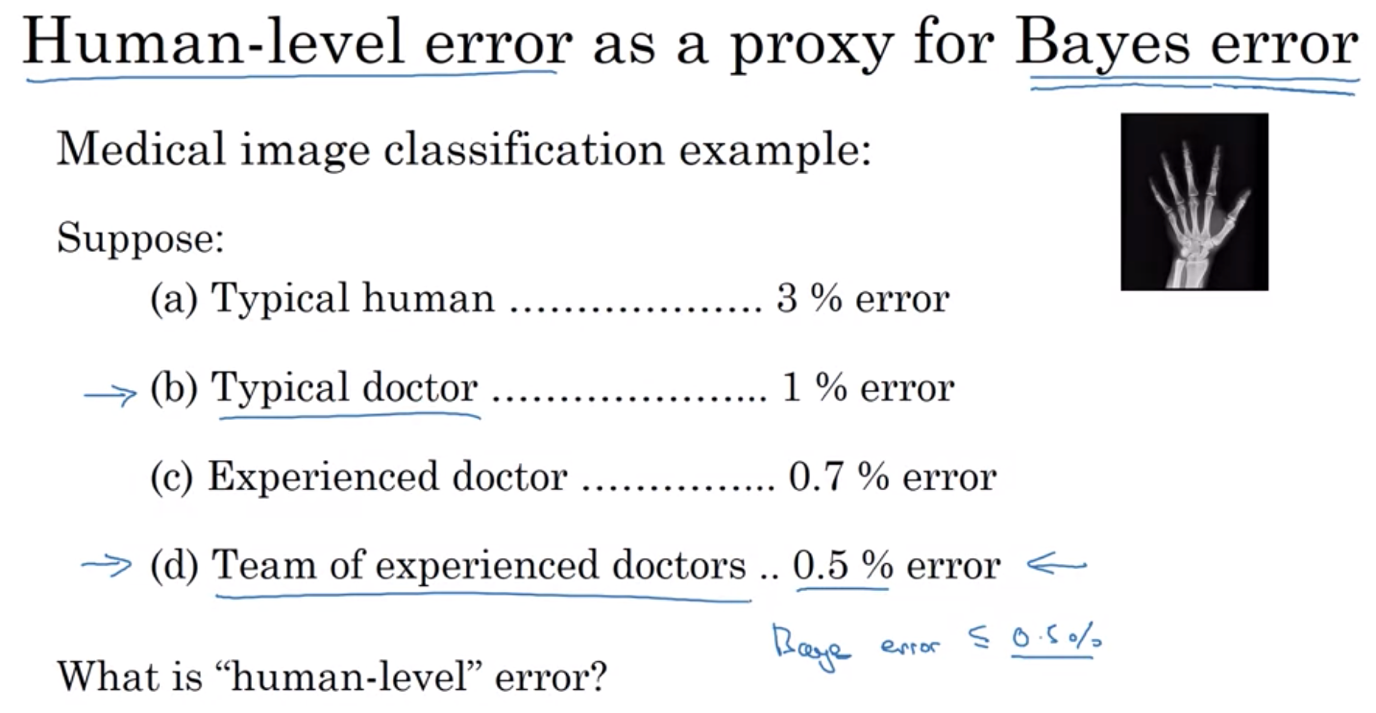 Human-level error as a proxy for Bayes error
Medical image classification example:
Suppose:
(a) Typical human ................... 3 % error
(b) Typical doctor ..................... 1 % error
(c) Experienced doctor ............... 0.7 % error
(d) Team of experienced doctors .. 0.5 % error
Baye error ≤ 0.5%
What is “human-level” error?